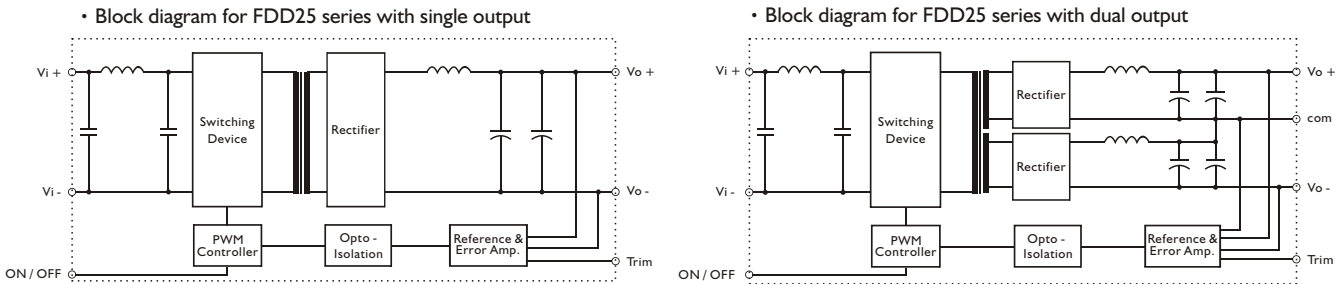 • Block diagram for FDD25 series with single output
Vi +
Switching
Device
Rectifier
Vo +
Vi -
Vo -
PWM
Controller
Opto -
Isolation
Reference &
Error Amp.
Trim
ON / OFF
• Block diagram for FDD25 series with dual output
Vi +
Switching
Device
Rectifier
Rectifier
Vo +
com
Vi -
Vo -
PWM
Controller
Opto -
Isolation
Reference &
Error Amp.
Trim
ON / OFF